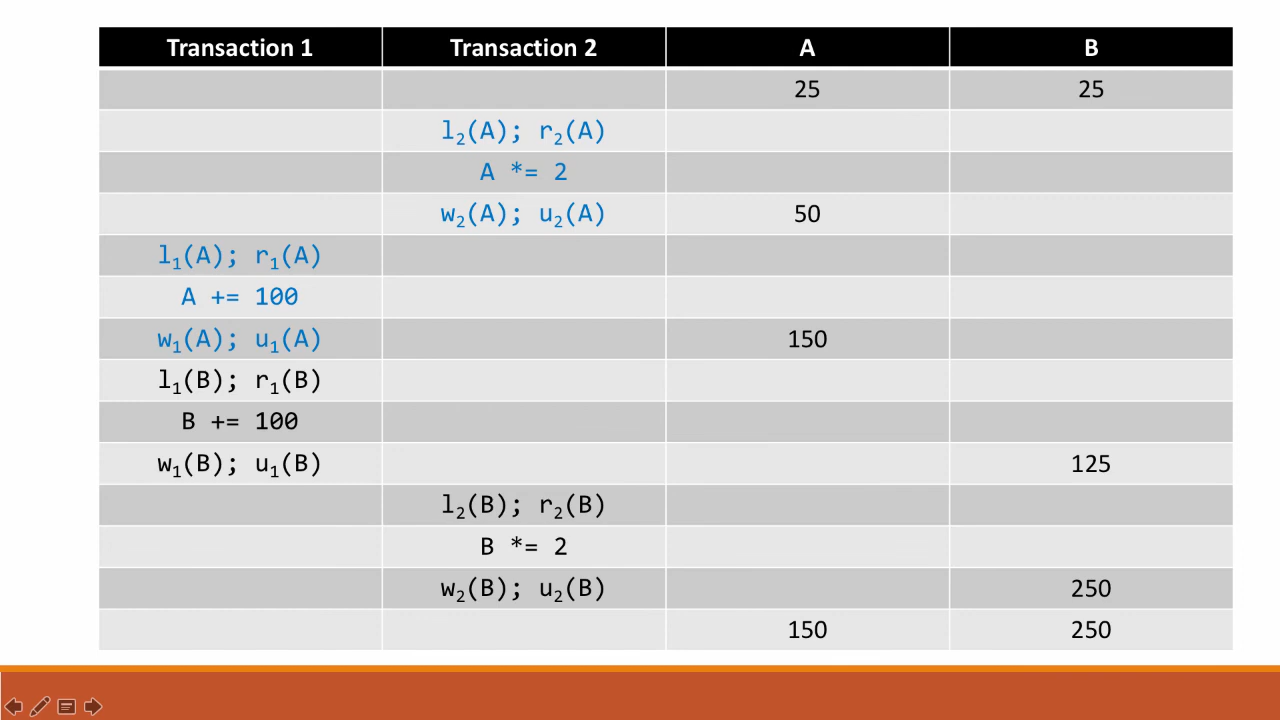 Transaction 1 Transaction 2 A B
25 25
l₂(A); r₂(A)
A *= 2
w₂(A); u₂(A) 50
l₁(A); r₁(A)
A += 100
w₁(A); u₁(A) 150
l₁(B); r₁(B)
B += 100
w₁(B); u₁(B) 125
l₂(B); r₂(B)
B *= 2
w₂(B); u₂(B) 250
150 250